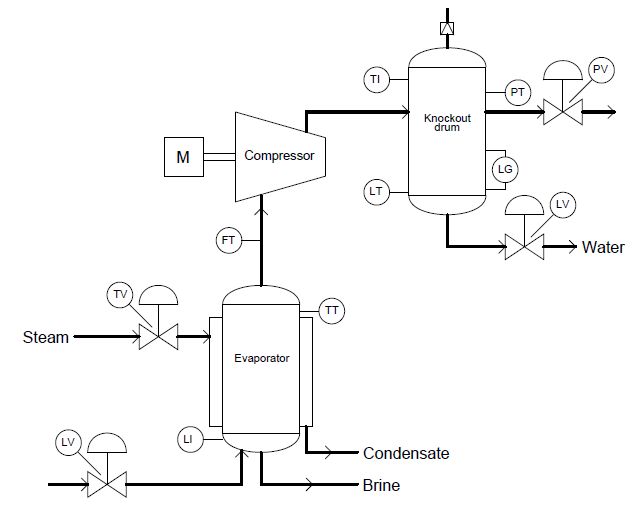 PV
TI
PT
Knockout
drum
M
Compressor
LG
LT
LV
FT
Water
TV
TT
Steam
Evaporator
LI
LV
Condensate
Brine